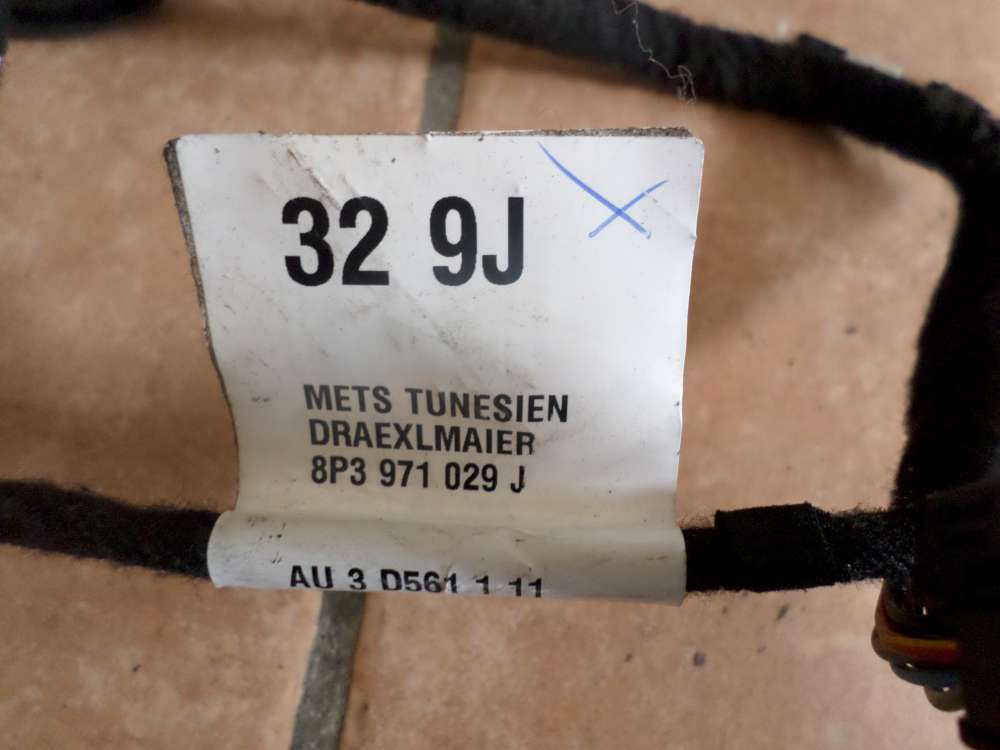 32 9J
METS TUNESIEN
DRAEXLMAIER
8P3 971 029 J
AU 3 D561 1 11